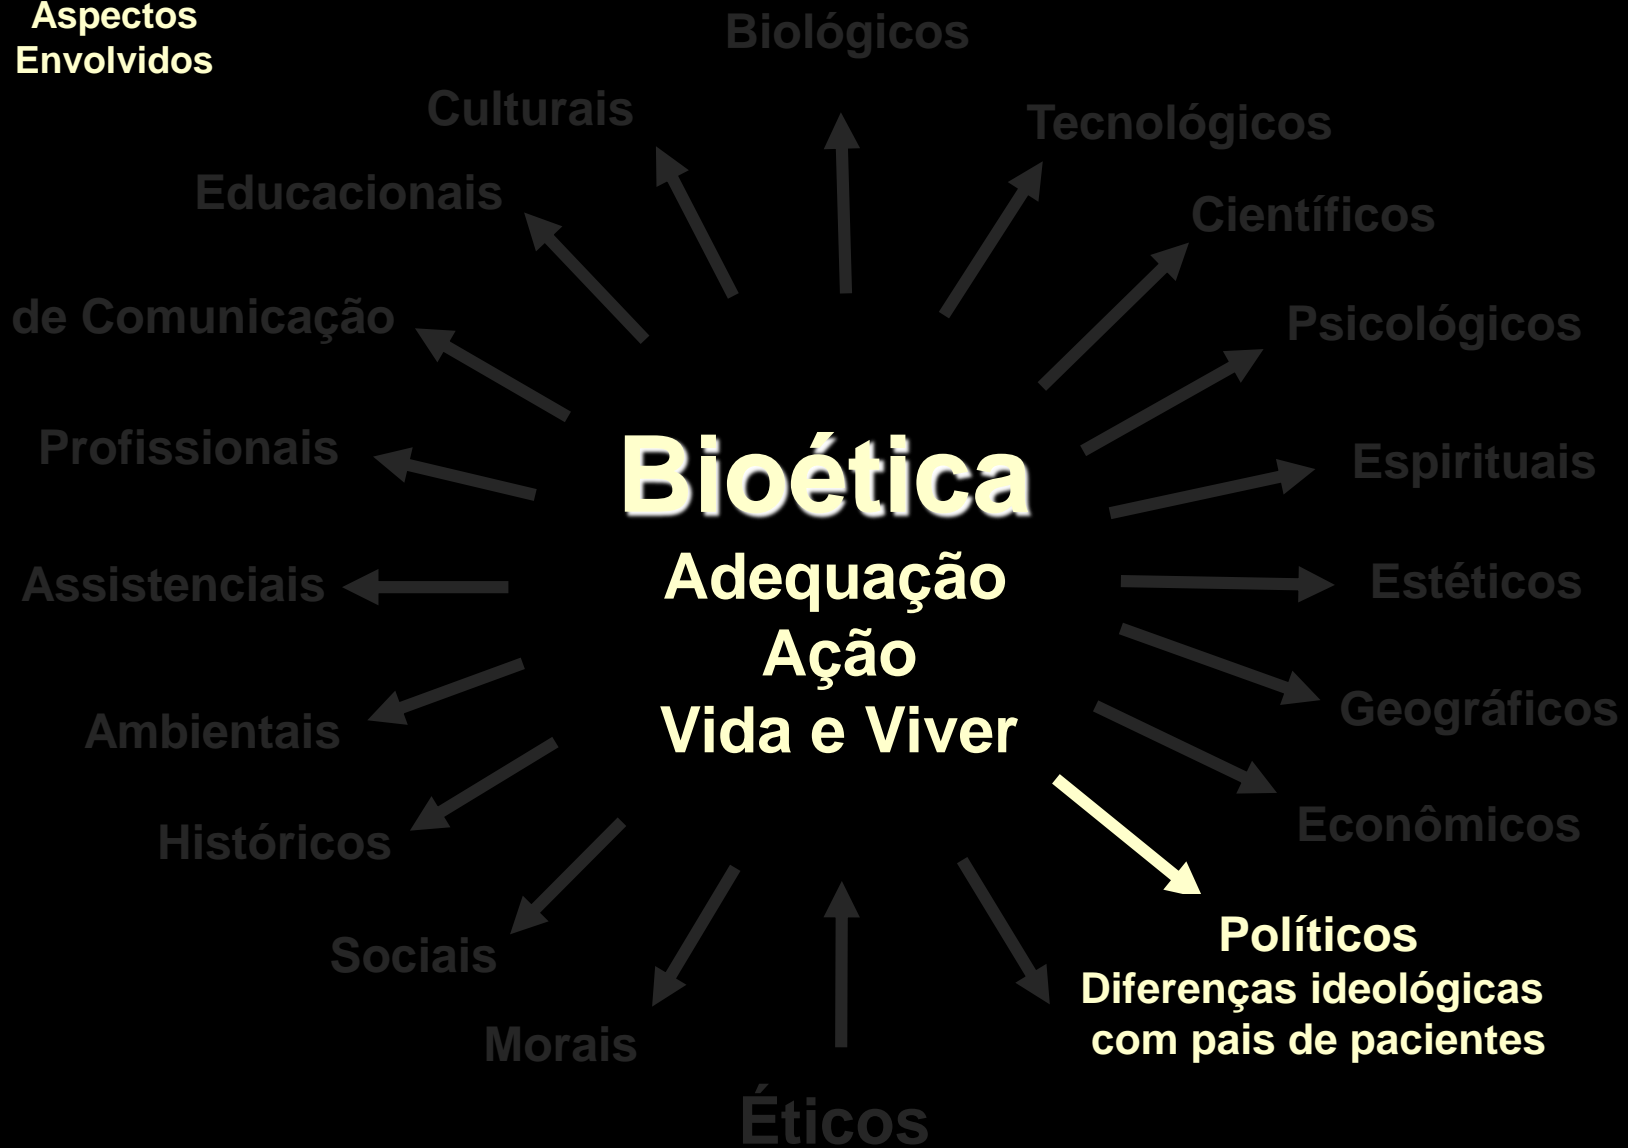 Aspectos
Envolvidos
Biológicos
Culturais
Tecnológicos
Educacionais
Científicos
de Comunicação
Psicológicos
Profissionais
Espirituais
Bioética
Adequação
Ação
Vida e Viver
Assistenciais
Estéticos
Ambientais
Geográficos
Históricos
Econômicos
Sociais
Políticos
Diferenças ideológicas
com pais de pacientes
Morais
Éticos